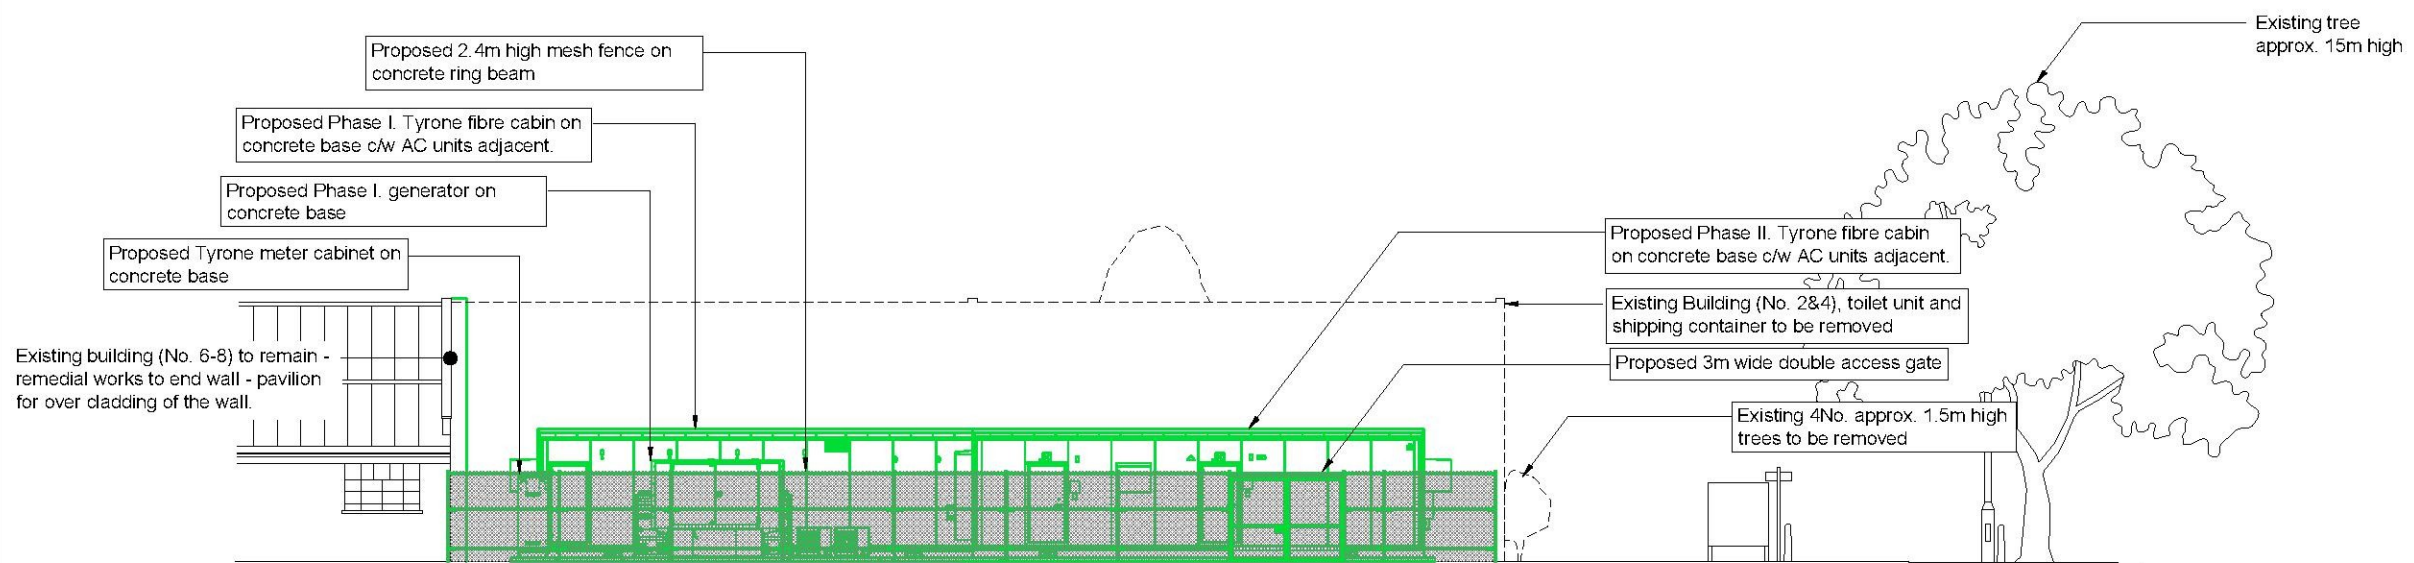 Existing tree
approx. 15m high
Proposed 2.4m high mesh fence on
concrete ring beam
Proposed Phase I. Tyrone fibre cabin on
concrete base c/w AC units adjacent.
Proposed Phase I. generator on
concrete base
Proposed Tyrone meter cabinet on
concrete base
Proposed Phase II. Tyrone fibre cabin
on concrete base c/w AC units adjacent.
Existing Building (No. 2&4), toilet unit and
shipping container to be removed
Existing building (No. 6-8) to remain -
remedial works to end wall - pavilion
for over cladding of the wall.
Proposed 3m wide double access gate
Existing 4No. approx. 1.5m high
trees to be removed